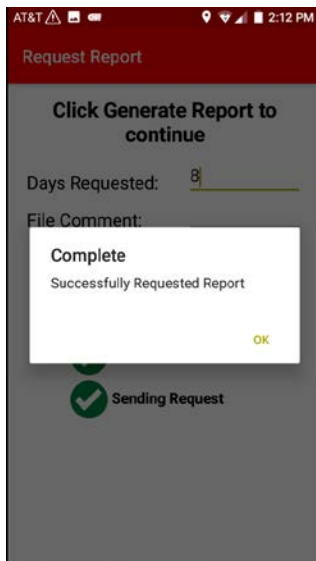 AT&T 2:12 PM
Request Report
Click Generate Report to
continue
Days Requested: 8
File Comment:
Complete
Successfully Requested Report
OK
Sending Request